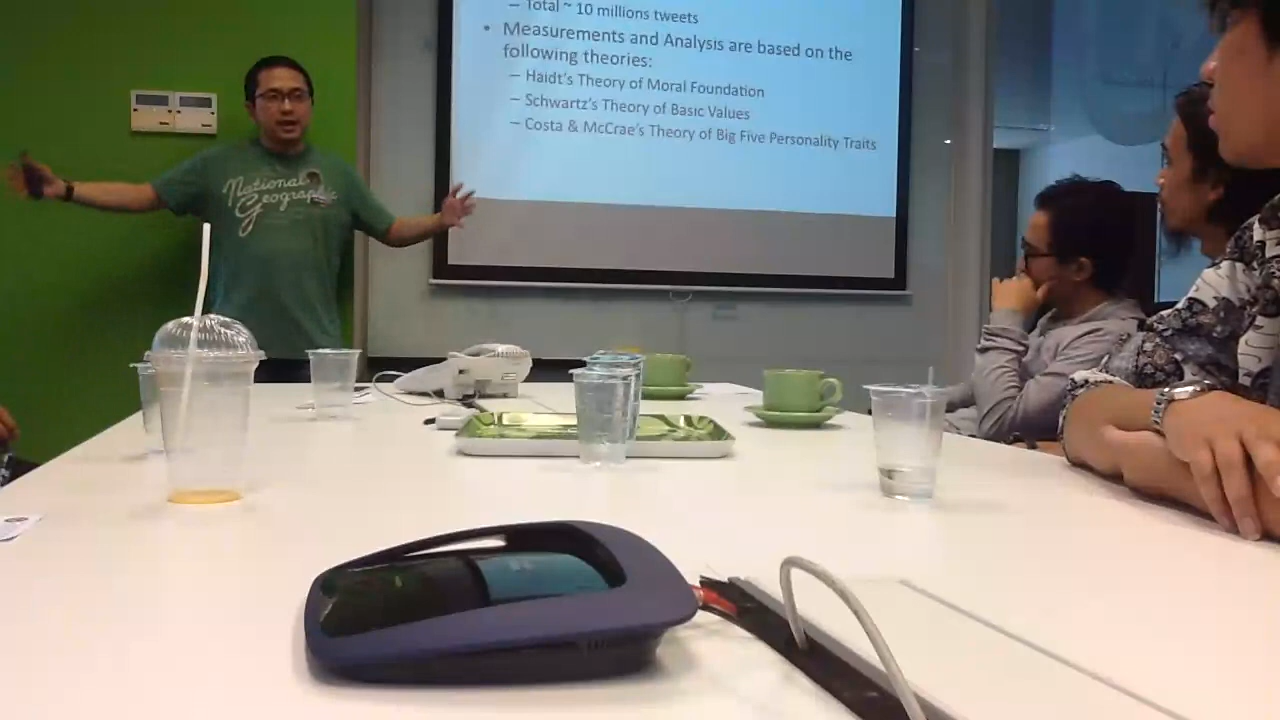 – Total ~ 10 millions tweets
• Measurements and Analysis are based on the
following theories:
– Haidt's Theory of Moral Foundation
– Schwartz's Theory of Basic Values
– Costa & McCrae's Theory of Big Five Personality Traits
National
Geographic